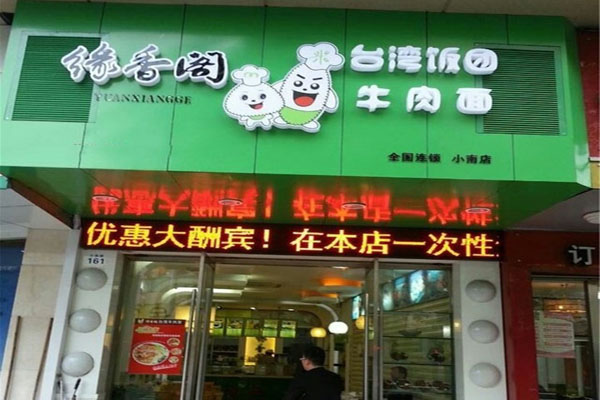 缘香阁
YUANXIANGGE
米
台湾饭团
牛肉面
全国连锁 小南店
优惠大酬宾！在本店一次性
161
订